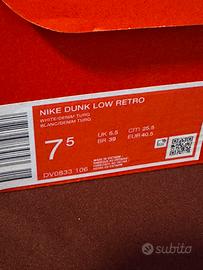 NIKE DUNK LOW RETRO
WHITE/DENIM TURQ
BLANC/DENIM TURQ
7 5
UK 6.5 CM 25.5
BR 39 EUR 40.5
DV0833 106
subito